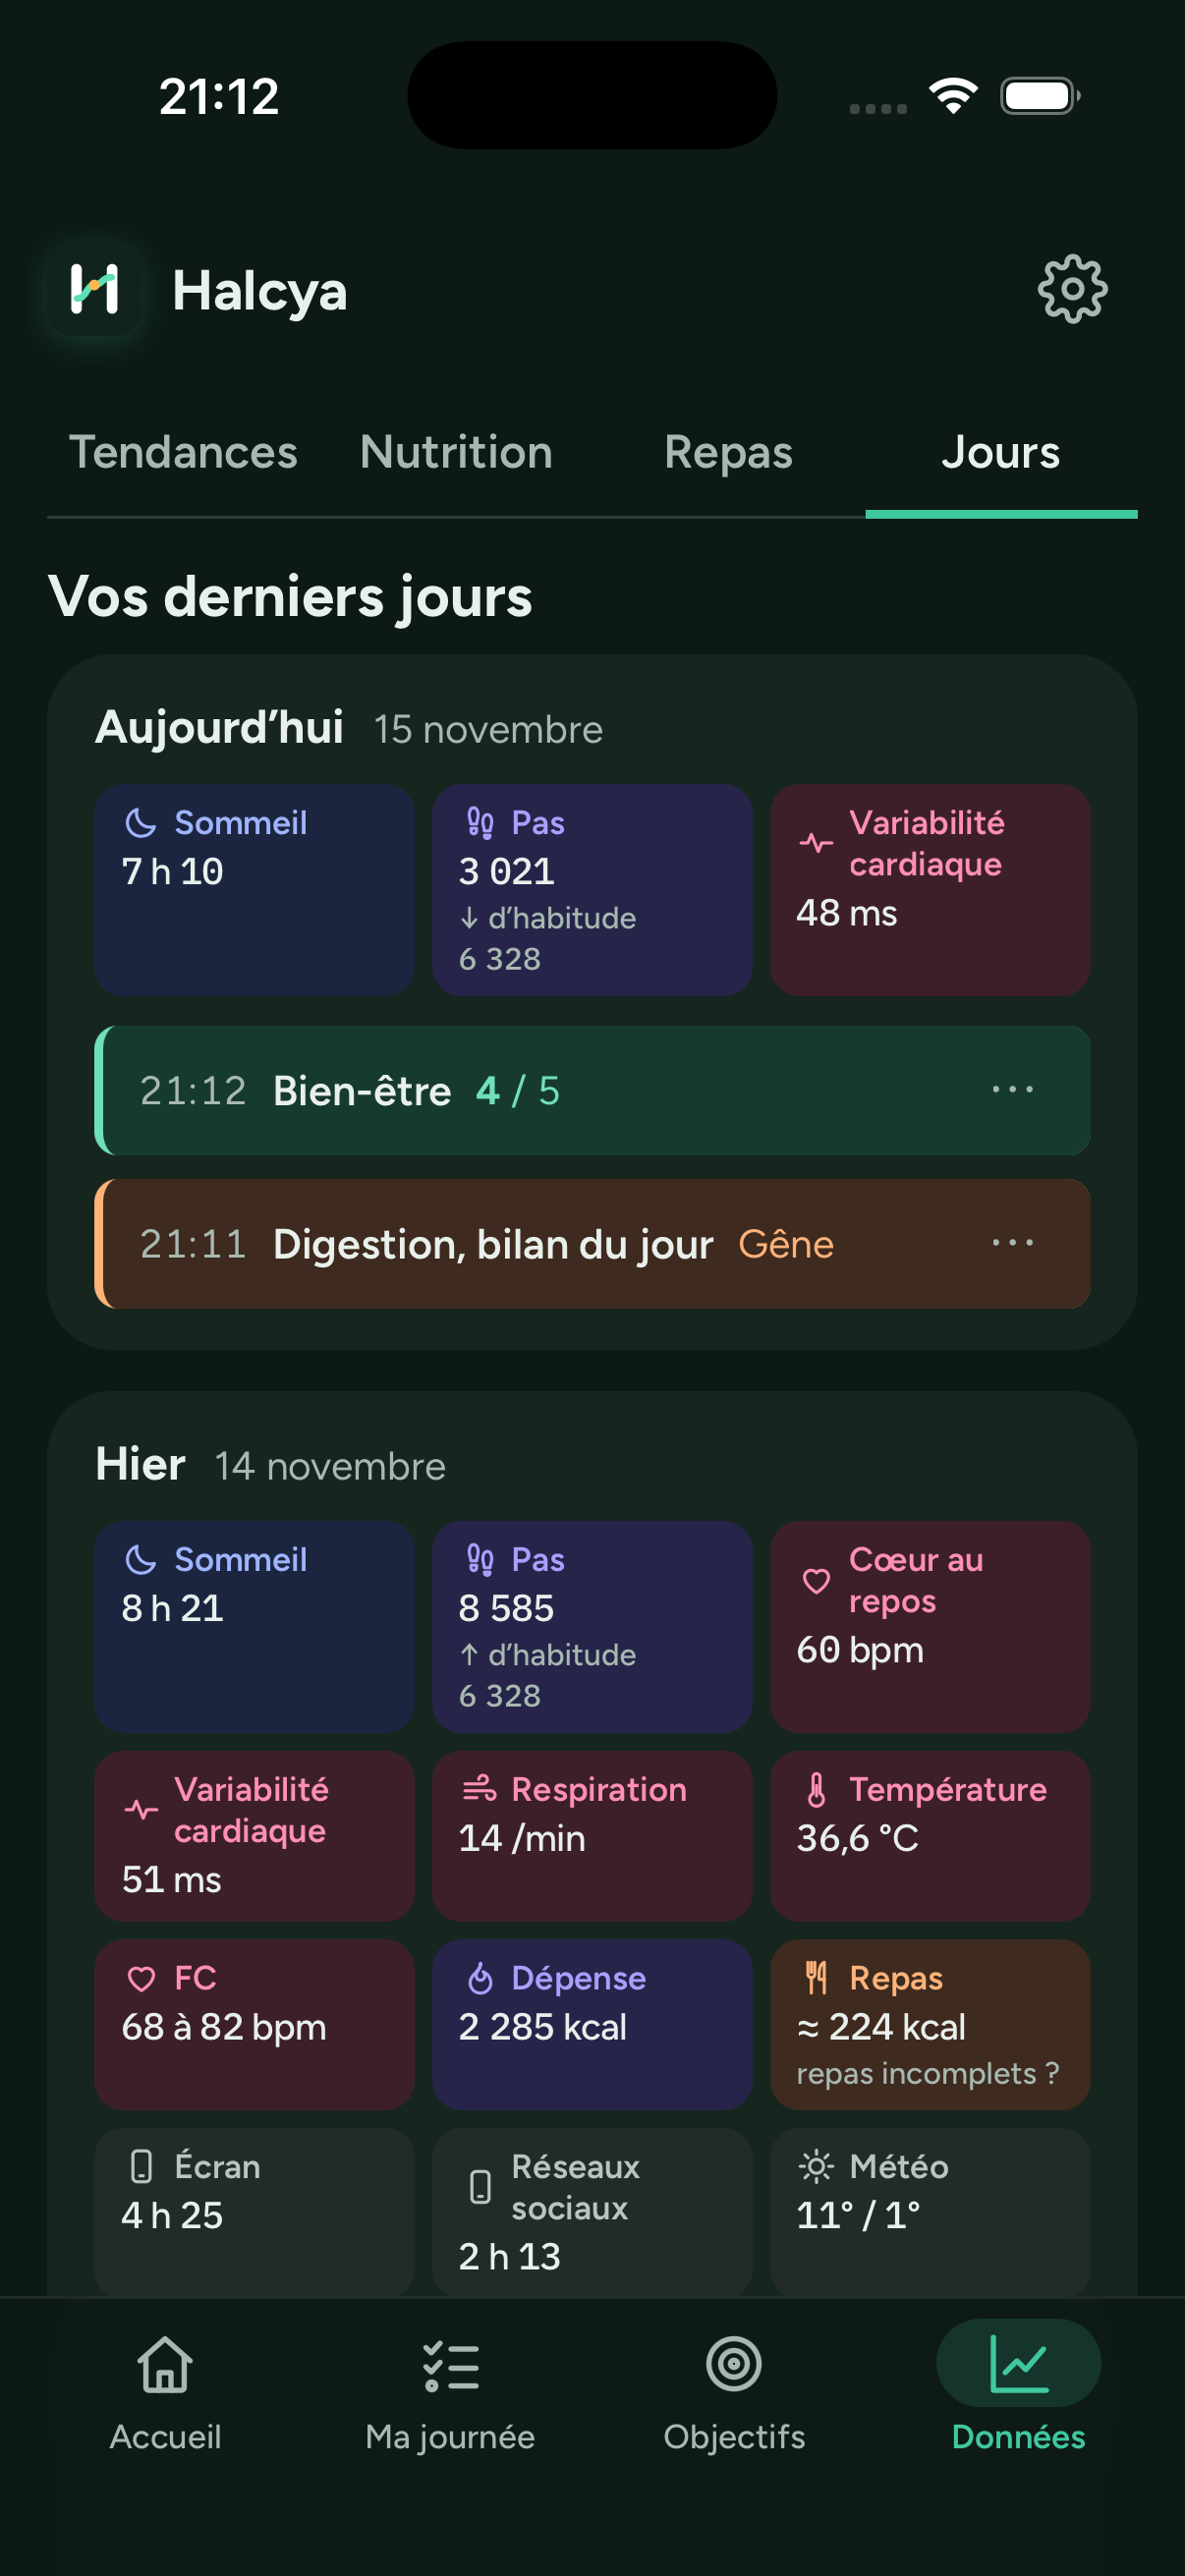 21:12
Halcya
Tendances Nutrition Repas Jours
Vos derniers jours
Aujourd’hui 15 novembre
Sommeil
7 h 10
Pas
3 021
↓ d’habitude
6 328
Variabilité
cardiaque
48 ms
21:12 Bien-être 4 / 5
21:11 Digestion, bilan du jour Gêne
Hier 14 novembre
Sommeil
8 h 21
Pas
8 585
↑ d’habitude
6 328
Cœur au
repos
60 bpm
Variabilité
cardiaque
51 ms
Respiration
14 /min
Température
36,6 °C
FC
68 à 82 bpm
Dépense
2 285 kcal
Repas
≈ 224 kcal
repas incomplets ?
Écran
4 h 25
Réseaux
sociaux
2 h 13
Météo
11° / 1°
Accueil Ma journée Objectifs Données